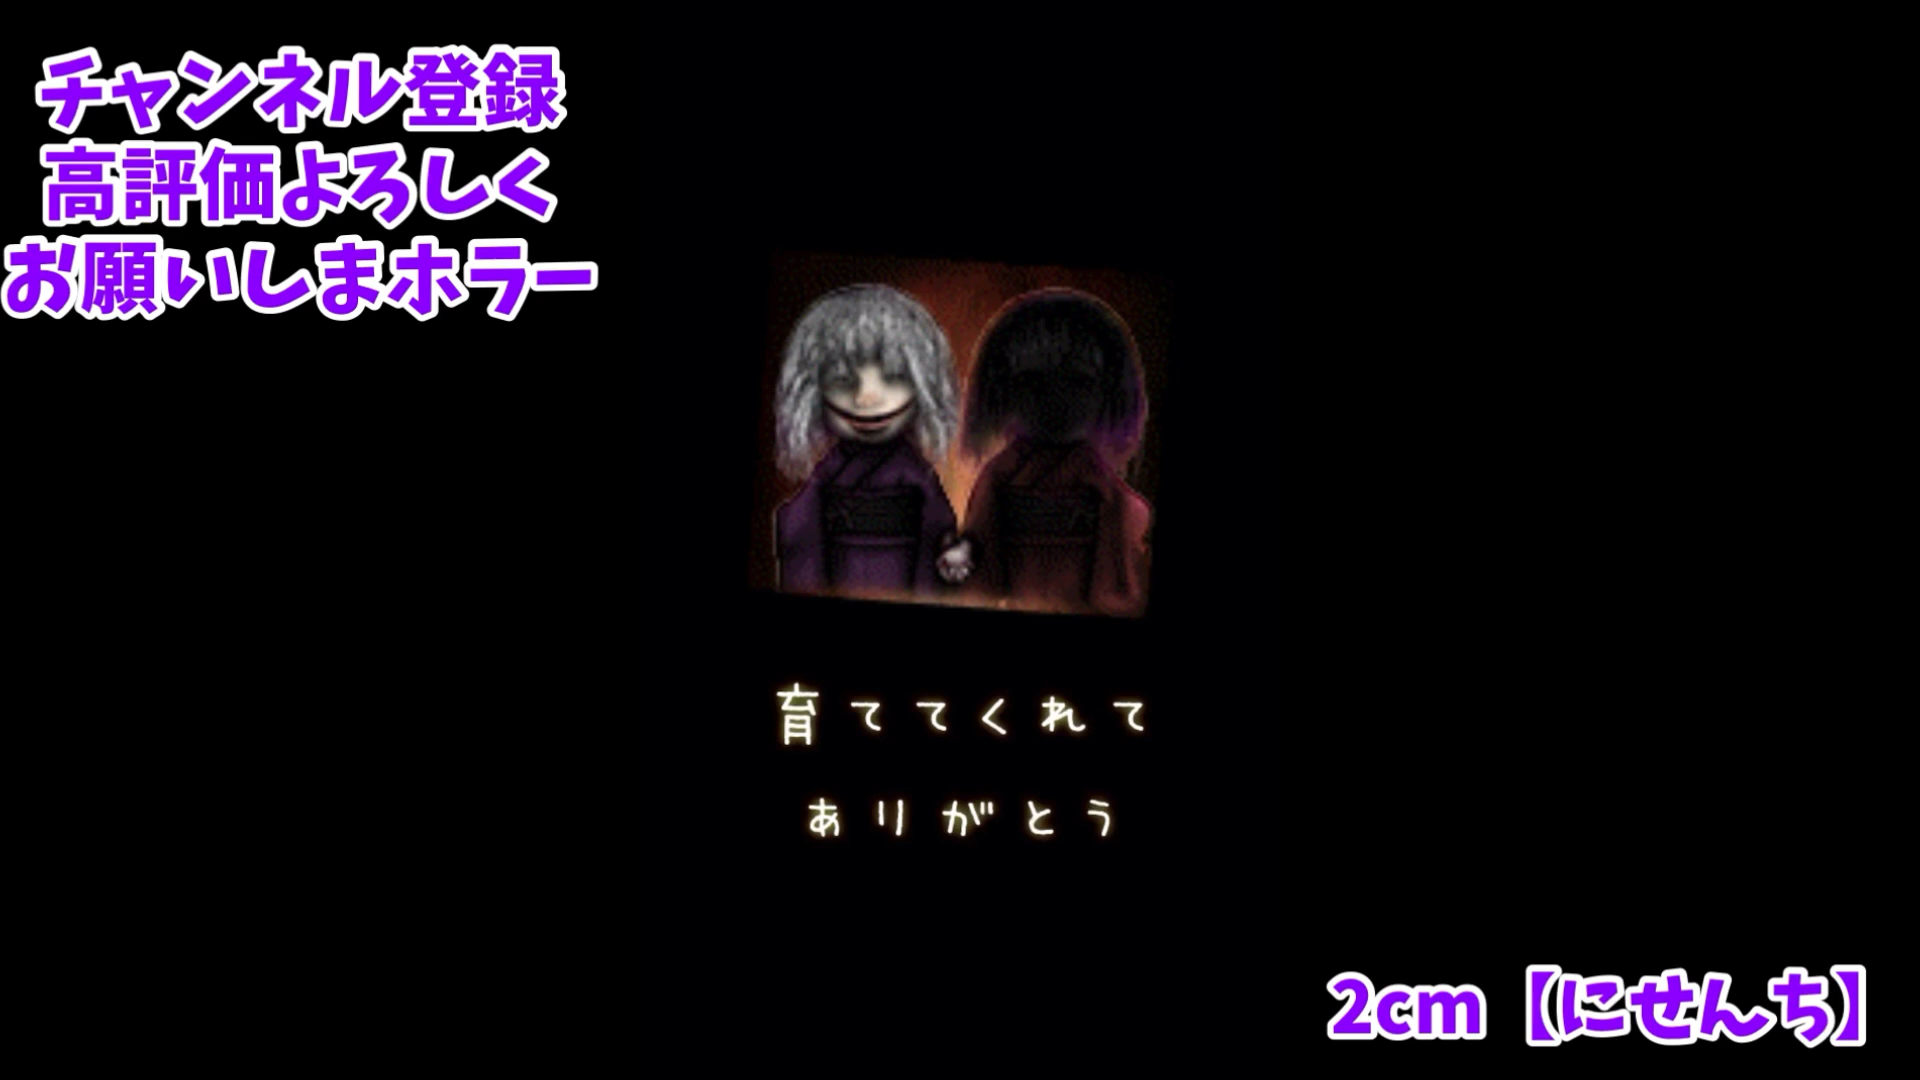 チャンネル登録
高評価よろしく
お願いしまホラー
育ててくれて
ありがとう
2cm【にせんち】